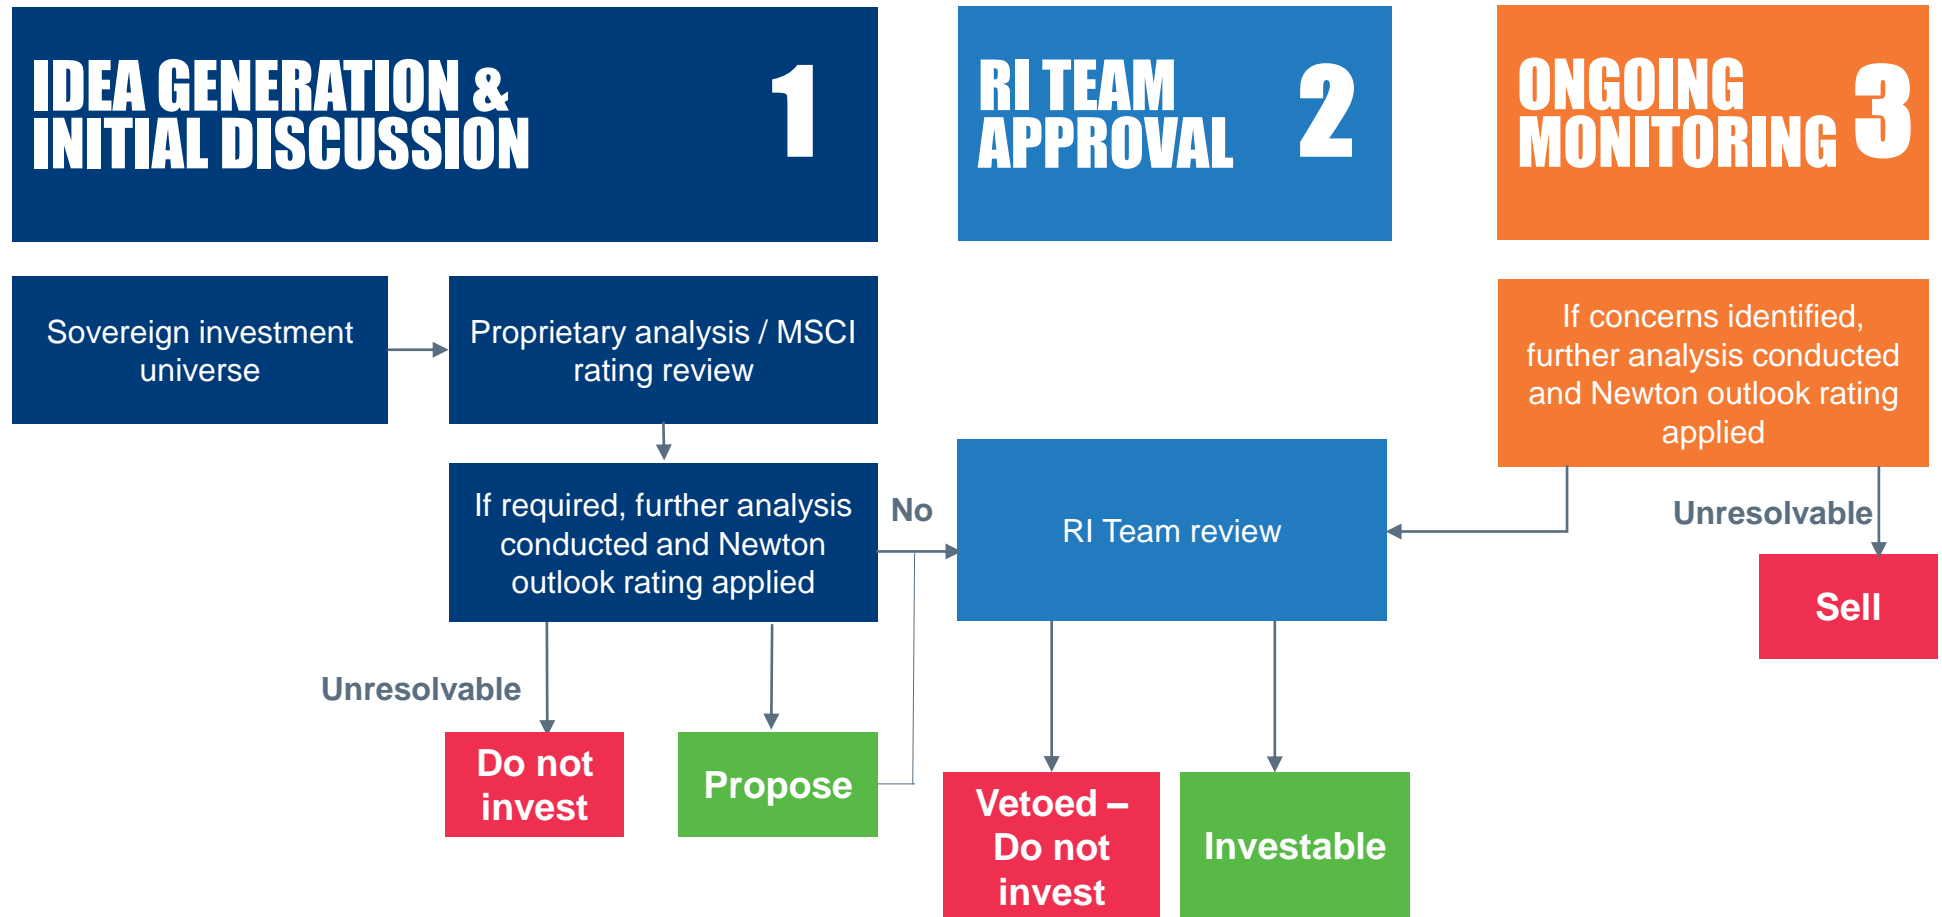 IDEA GENERATION &
INITIAL DISCUSSION
1
RI TEAM
APPROVAL
2
ONGOING
MONITORING
3
Sovereign investment
universe
Proprietary analysis / MSCI
rating review
If required, further analysis
conducted and Newton
outlook rating applied
No
Unresolvable
Do not
invest
Propose
RI Team review
Vetoed –
Do not
invest
Investable
If concerns identified,
further analysis conducted
and Newton outlook rating
applied
Unresolvable
Sell